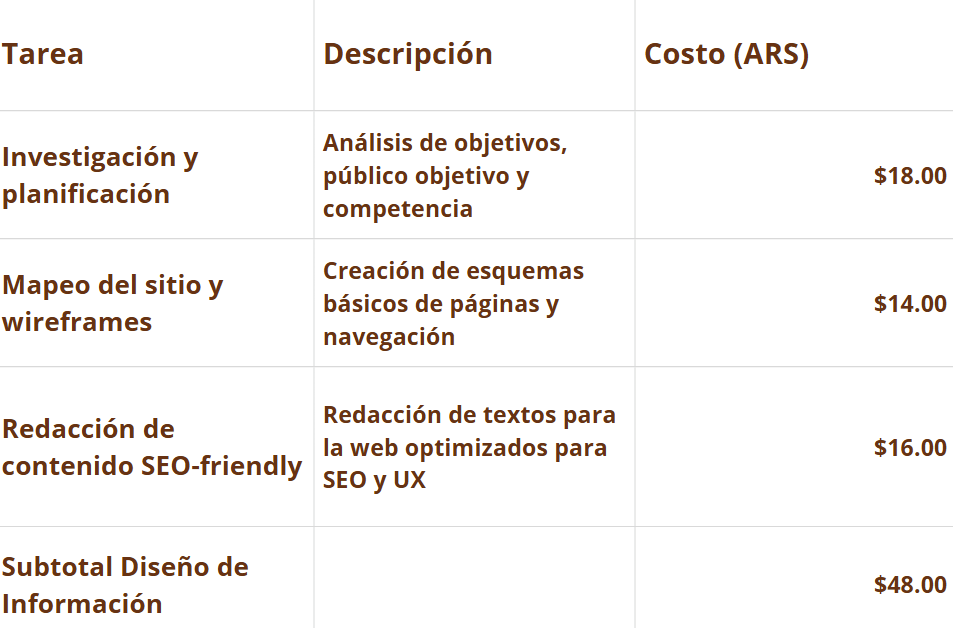 Tarea Descripción Costo (ARS)
Investigación y
planificación
Análisis de objetivos,
público objetivo y
competencia
$18.00
Mapeo del sitio y
wireframes
Creación de esquemas
básicos de páginas y
navegación
$14.00
Redacción de
contenido SEO-friendly
Redacción de textos para
la web optimizados para
SEO y UX
$16.00
Subtotal Diseño de
Información
$48.00